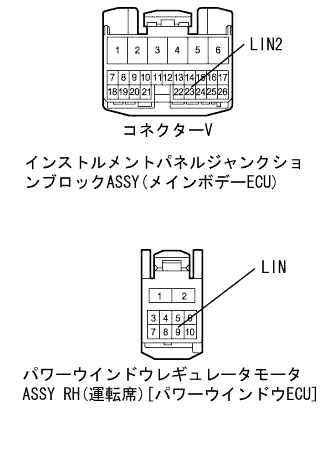 LIN2
1 2 3 4 5 6
7 8 9 10 11 12 13 14 15 16 17
18 19 20 21 22 23 24 25 26
コネクターV
インストルメントパネルジャンクショ
ンブロックASSY(メインボデーECU)
LIN
1 2
3 4 5 6
7 8 9 10
パワーウインドウレギュレータモータ
ASSY RH(運転席)[パワーウインドウECU]